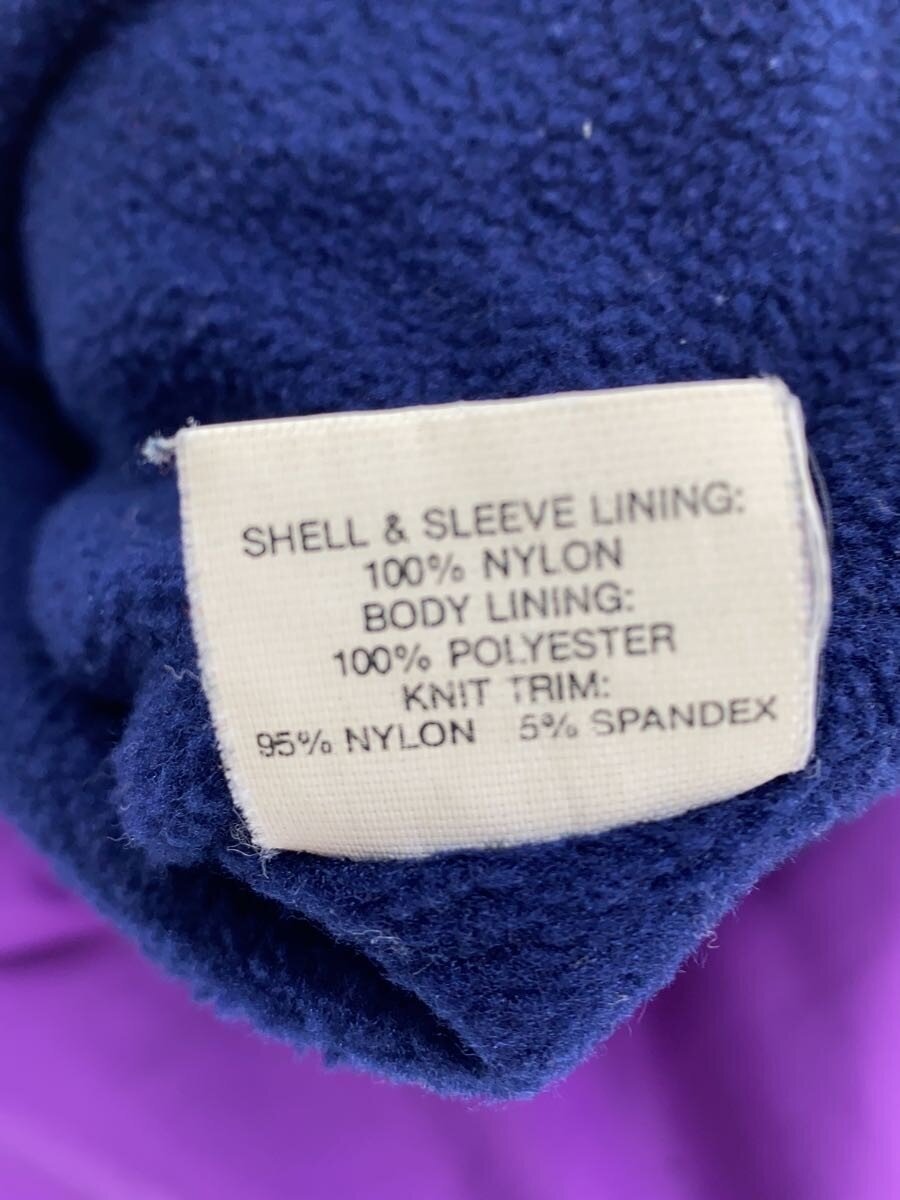 SHELL & SLEEVE LINING:
100% NYLON
BODY LINING:
100% POLYESTER
KNIT TRIM:
95% NYLON 5% SPANDEX